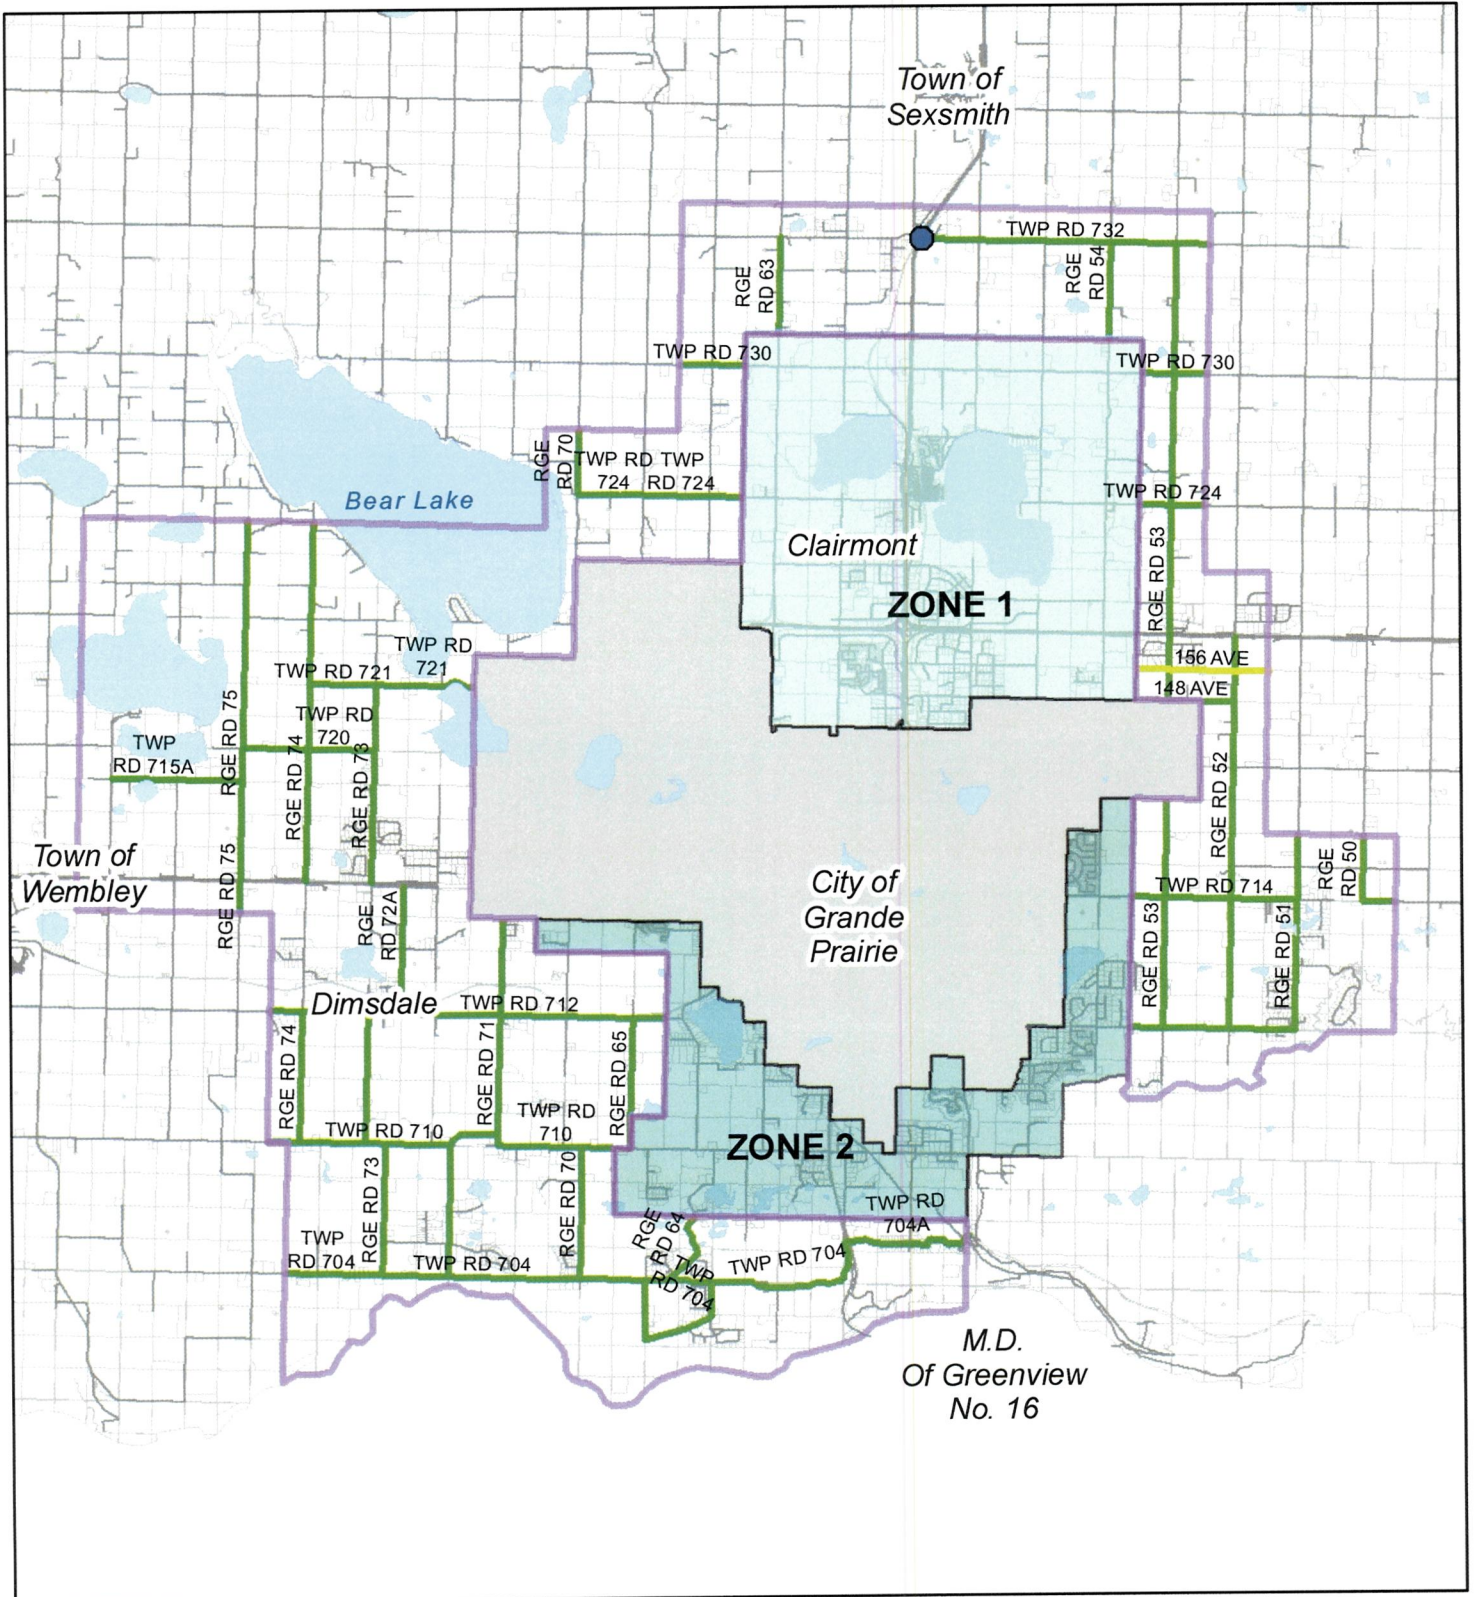 Town of
Sexsmith
TWP RD 732
RGE
RD 63
RGE
RD 54
TWP RD 730
TWP RD 730
RGE
RD 70
TWP RD
724
TWP
RD 724
TWP RD 724
Bear Lake
Clairmont
ZONE 1
RGE RD 53
156 AVE
148 AVE
TWP RD
721
TWP RD 721
TWP RD
720
RGE RD 75
TWP
RD 715A
RGE RD 74
RGE RD 73
RGE RD 52
Town of
Wembley
RGE RD 75
RGE
RD 72A
City of
Grande
Prairie
RGE
RD 50
TWP RD 714
RGE RD 53
RGE RD 51
Dimsdale
TWP RD 712
RGE RD 74
RGE RD 71
RGE RD 65
TWP RD 710
TWP RD
710
ZONE 2
RGE RD 73
RGE RD 70
TWP RD
704A
RGE
RD 64
TWP
RD 704
TWP RD 704
TWP
RD 704
TWP RD 704
M.D.
Of Greenview
No. 16